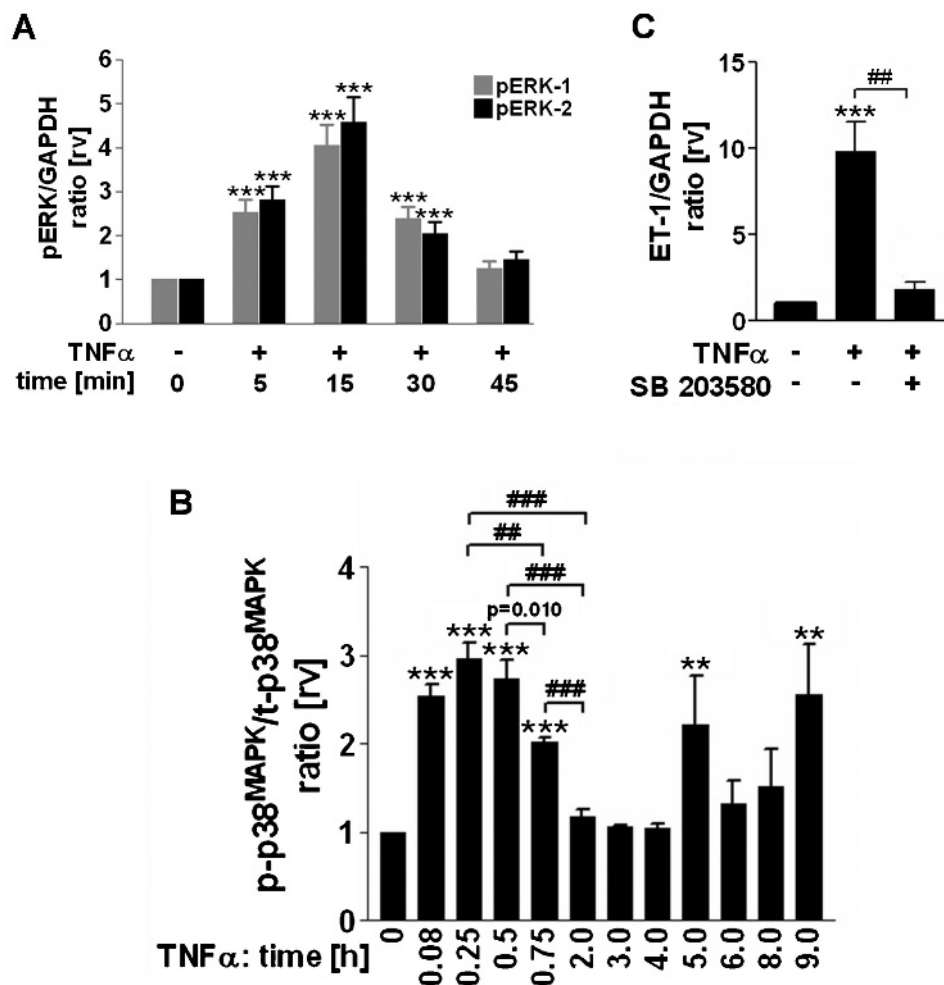 A
pERK/GAPDH
ratio [rv]
6
5
4
3
2
1
0
pERK-1
pERK-2
*** ***
*** ***
*** ***
TNFα - + + + +
time [min] 0 5 15 30 45
C
ET-1/GAPDH
ratio [rv]
15
10
5
0
##
***
TNFα - + +
SB 203580 - - +
B
p-p38MAPK/t-p38MAPK
ratio [rv]
4
3
2
1
0
###
##
###
p=0.010
###
*** *** *** *** ** **
TNFα: time [h] 0 0.08 0.25 0.5 0.75 2.0 3.0 4.0 5.0 6.0 8.0 9.0